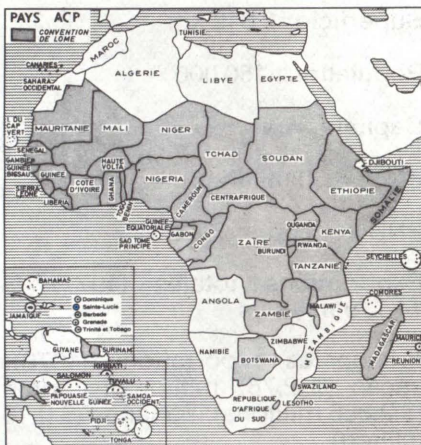 PAYS ACP
CONVENTION
DE LOME
TUNISIE
MAROC
CANARIES
ALGERIE
LIBYE
EGYPTE
SAHARA
OCCIDENTAL
I. DU
CAP
VERT
MAURITANIE
MALI
NIGER
TCHAD
SOUDAN
DJIBOUTI
SENEGAL
GAMBIE
GUINEE
BISSAU
GUINEE
SIERRA
LEONE
LIBERIA
COTE
D'IVOIRE
HAUTE
VOLTA
GHANA
TOGO
BENIN
NIGERIA
CAMEROUN
CENTRAFRIQUE
ETHIOPIE
SOMALIE
GUINEE
EQUATORIALE
SAO TOME
PRINCIPE
GABON
CONGO
ZAÏRE
OUGANDA
KENYA
RWANDA
BURUNDI
TANZANIE
SEYCHELLES
BAHAMAS
JAMAIQUE
Dominique
Sainte-Lucie
Barbade
Grenade
Trinité et Tobago
GUYANE
SURINAM
ANGOLA
ZAMBIE
MALAWI
MOZAMBIQUE
COMORES
MADAGASCAR
MAURICE
REUNION
NAMIBIE
ZIMBABWE
BOTSWANA
SWAZILAND
LESOTHO
REPUBLIQUE
D'AFRIQUE
DU SUD
KIRIBATI
SALOMON
TUVALU
PAPOUASIE
NOUVELLE GUINEE
SAMOA
OCCIDENT.
FIDJI
TONGA